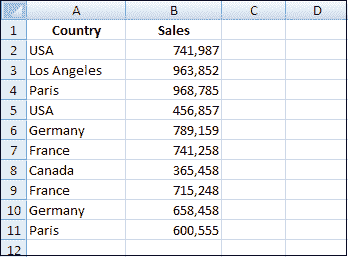 A B C D
1 Country Sales
2 USA 741,987
3 Los Angeles 963,852
4 Paris 968,785
5 USA 456,857
6 Germany 789,159
7 France 741,258
8 Canada 365,458
9 France 715,248
10 Germany 658,458
11 Paris 600,555
12